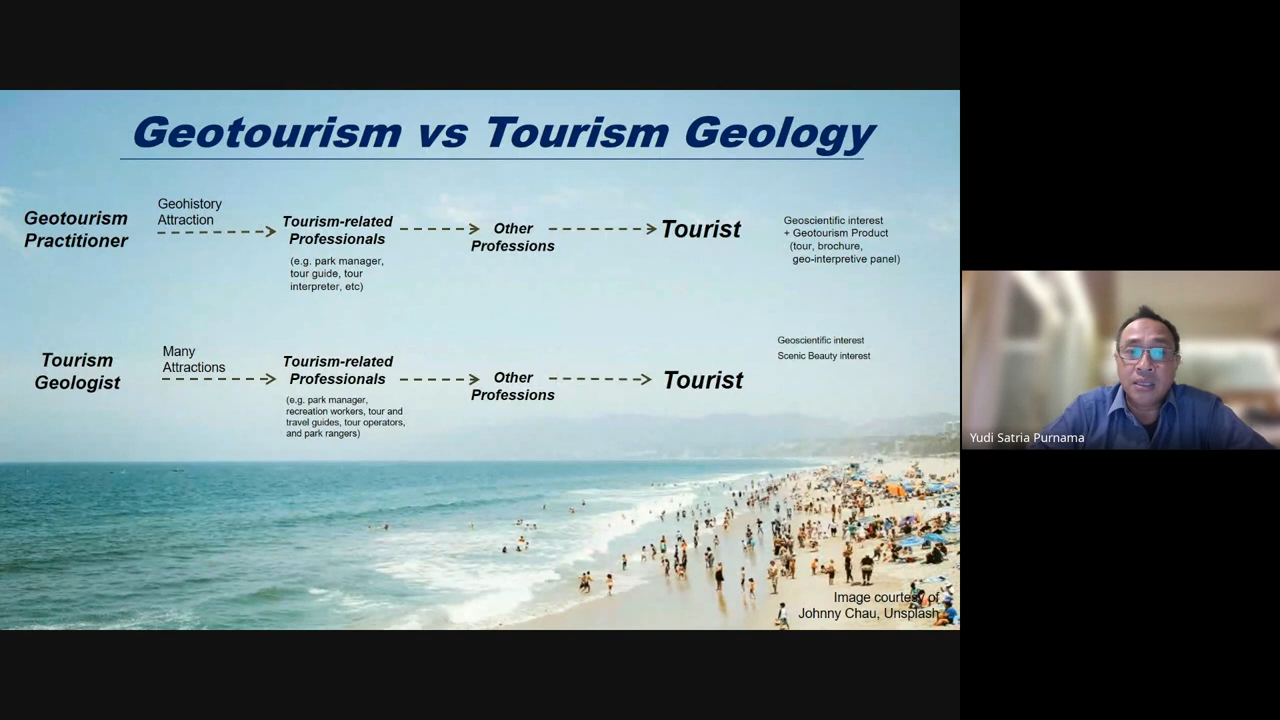 Geotourism vs Tourism Geology
Geotourism
Practitioner
Geohistory
Attraction
Tourism-related
Professionals
(e.g. park manager,
tour guide, tour
interpreter, etc)
Other
Professions
Tourist
Geoscientific interest
+ Geotourism Product
(tour, brochure,
geo-interpretive panel)
Tourism
Geologist
Many
Attractions
Tourism-related
Professionals
(e.g. park manager,
recreation workers, tour and
travel guides, tour operators,
and park rangers)
Other
Professions
Tourist
Geoscientific interest
Scenic Beauty interest
Image courtesy of
Johnny Chau, Unsplash
Yudi Satria Purnama